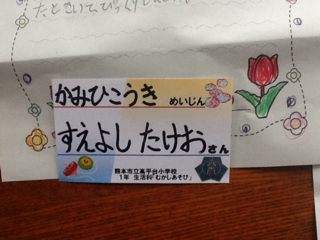 かみひこうき めいじん
すえよし たけおさん
熊本市立高平台小学校
1年 生活科「むかしあそび」